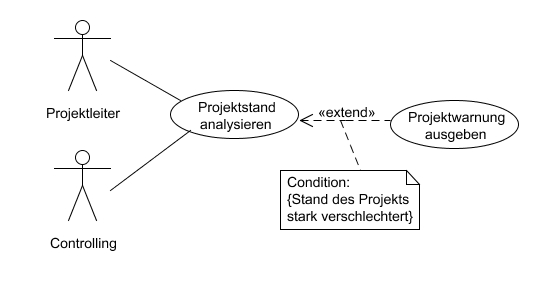 Projektleiter
Projektstand
analysieren
«extend»
Projektwarnung
ausgeben
Condition:
{Stand des Projekts
stark verschlechtert}
Controlling